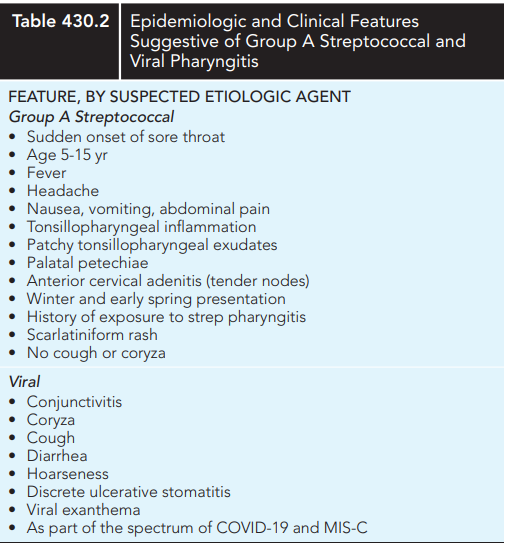 Table 430.2
Epidemiologic and Clinical Features
Suggestive of Group A Streptococcal and
Viral Pharyngitis
FEATURE, BY SUSPECTED ETIOLOGIC AGENT
Group A Streptococcal
• Sudden onset of sore throat
• Age 5-15 yr
• Fever
• Headache
• Nausea, vomiting, abdominal pain
• Tonsillopharyngeal inflammation
• Patchy tonsillopharyngeal exudates
• Palatal petechiae
• Anterior cervical adenitis (tender nodes)
• Winter and early spring presentation
• History of exposure to strep pharyngitis
• Scarlatiniform rash
• No cough or coryza
Viral
• Conjunctivitis
• Coryza
• Cough
• Diarrhea
• Hoarseness
• Discrete ulcerative stomatitis
• Viral exanthema
• As part of the spectrum of COVID-19 and MIS-C